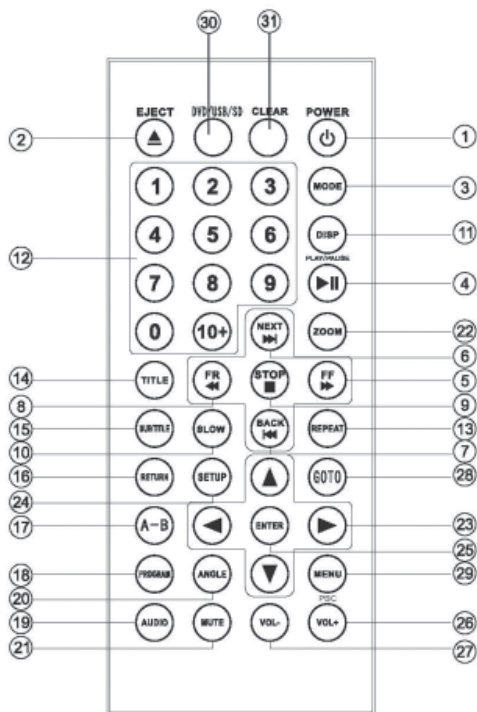 30 31
EJECT DVD/USB/SD CLEAR POWER
2 1
1 2 3 MODE 3
4 5 6 DISP 11
12
PLAY/PAUSE
7 8 9 4
0 10+ NEXT ZOOM 22
6
14 TITLE FR STOP FF 5
8 9
15 SUBTITLE SLOW BACK REPEAT 13
10 7
16 RETURN SETUP GOTO 28
24
17 A-B ENTER 23
25
18 PROGRAM ANGLE MENU 29
20 PSC
19 AUDIO MUTE VOL- VOL+ 26
21 27